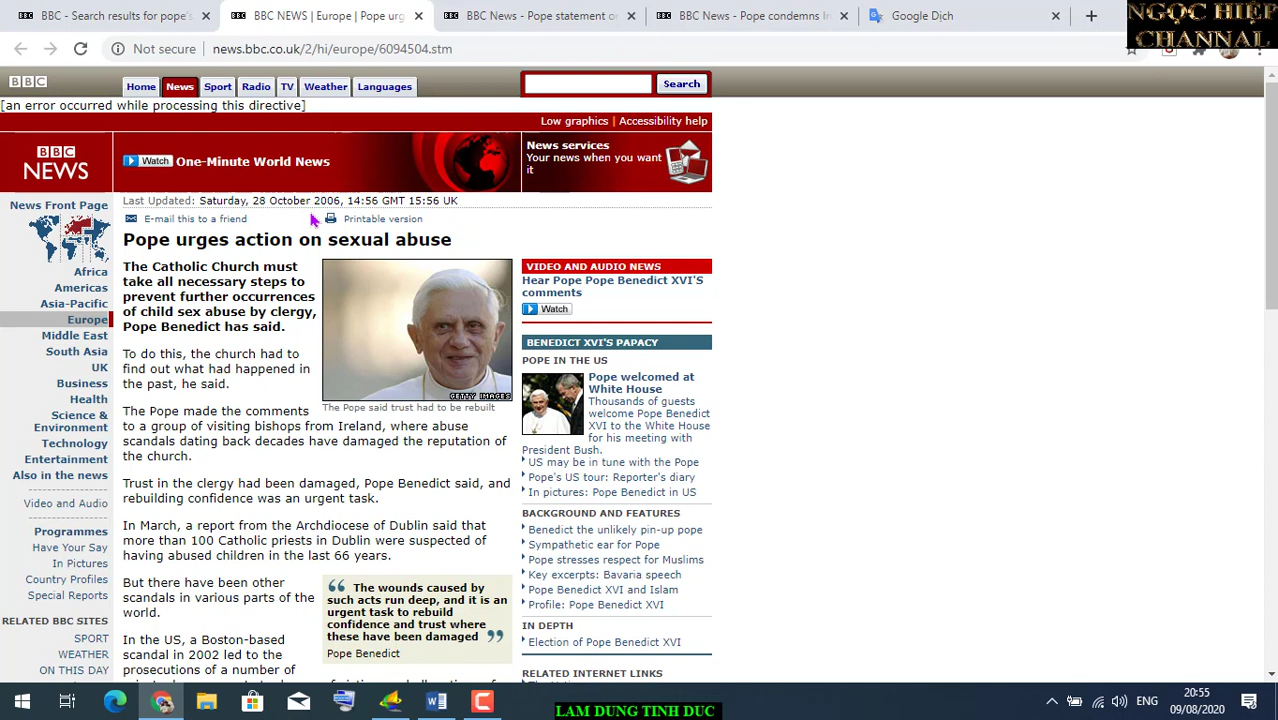 BBC - Search results for pope's
BBC NEWS | Europe | Pope urg
BBC News - Pope statement on
BBC News - Pope condemns Ir
Google Dịch
NGỌC HIỆP
CHANNAL
Not secure
news.bbc.co.uk/2/hi/europe/6094504.stm
BBC
Home
News
Sport
Radio
TV
Weather
Languages
Search
[an error occurred while processing this directive]
Low graphics | Accessibility help
BBC
NEWS
Watch One-Minute World News
News services
Your news when you want
it
News Front Page
Africa
Americas
Asia-Pacific
Europe
Middle East
South Asia
UK
Business
Health
Science &
Environment
Technology
Entertainment
Also in the news
Video and Audio
Programmes
Have Your Say
In Pictures
Country Profiles
Special Reports
RELATED BBC SITES
SPORT
WEATHER
ON THIS DAY
Last Updated: Saturday, 28 October 2006, 14:56 GMT 15:56 UK
E-mail this to a friend
Printable version
Pope urges action on sexual abuse
The Catholic Church must
take all necessary steps to
prevent further occurrences
of child sex abuse by clergy,
Pope Benedict has said.
To do this, the church had to
find out what had happened in
the past, he said.
GETTY IMAGES
The Pope said trust had to be rebuilt
The Pope made the comments
to a group of visiting bishops from Ireland, where abuse
scandals dating back decades have damaged the reputation of
the church.
Trust in the clergy had been damaged, Pope Benedict said, and
rebuilding confidence was an urgent task.
In March, a report from the Archdiocese of Dublin said that
more than 100 Catholic priests in Dublin were suspected of
having abused children in the last 66 years.
But there have been other
scandals in various parts of the
world.
In the US, a Boston-based
scandal in 2002 led to the
prosecutions of a number of
“ The wounds caused by
such acts run deep, and it is an
urgent task to rebuild
confidence and trust where
these have been damaged ”
Pope Benedict
VIDEO AND AUDIO NEWS
Hear Pope Pope Benedict XVI'S
comments
Watch
BENEDICT XVI'S PAPACY
POPE IN THE US
Pope welcomed at
White House
Thousands of guests
welcome Pope Benedict
XVI to the White House
for his meeting with
President Bush.
US may be in tune with the Pope
Pope's US tour: Reporter's diary
In pictures: Pope Benedict in US
BACKGROUND AND FEATURES
Benedict the unlikely pin-up pope
Sympathetic ear for Pope
Pope stresses respect for Muslims
Key excerpts: Bavaria speech
Pope Benedict XVI and Islam
Profile: Pope Benedict XVI
IN DEPTH
Election of Pope Benedict XVI
RELATED INTERNET LINKS
LAM DUNG TINH DUC
ENG
20:55
09/08/2020